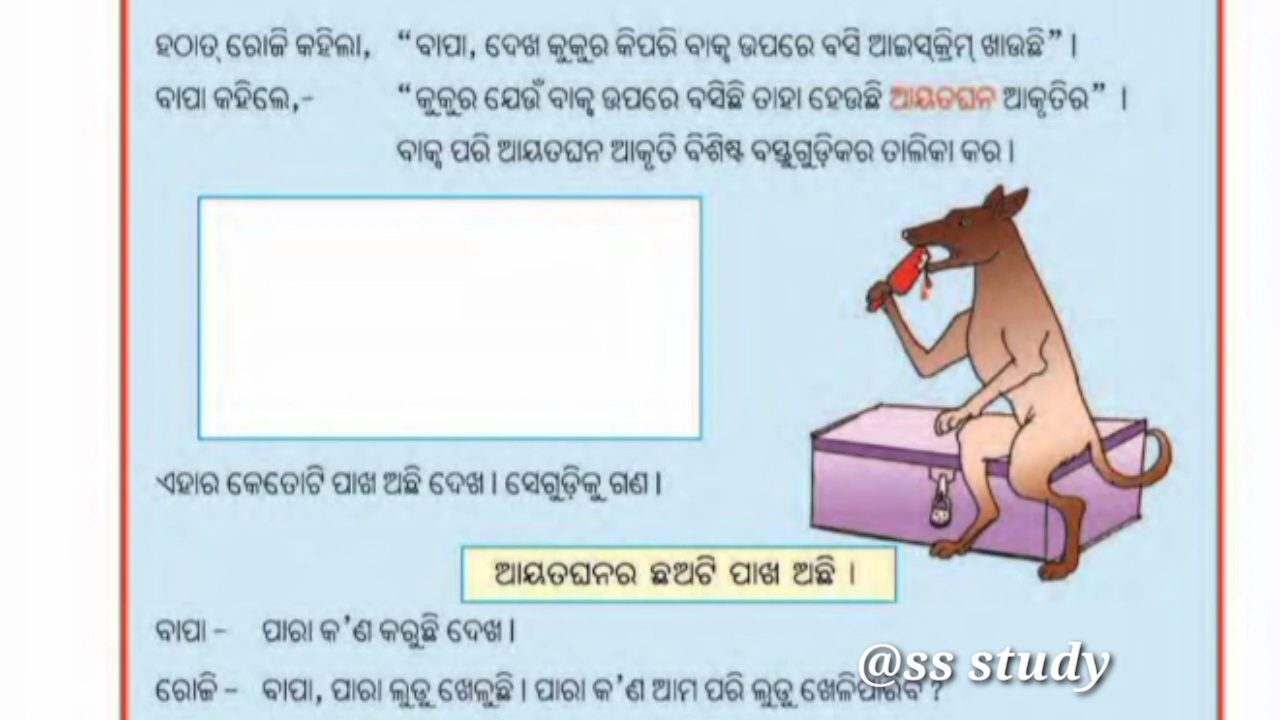 ହଠାତ୍ ରୋଜି କହିଲା, “ବାପା, ଦେଖ କୁକୁର କିପରି ବାକ୍ସ ଉପରେ ବସି ଆଇସ୍‌କ୍ରିମ୍ ଖାଉଛି” ।
ବାପା କହିଲେ,- “କୁକୁର ଯେଉଁ ବାକ୍ସ ଉପରେ ବସିଛି ତାହା ହେଉଛି ଆୟତଘନ ଆକୃତିର” ।
ବାକ୍ସ ପରି ଆୟତଘନ ଆକୃତି ବିଶିଷ୍ଟ ବସ୍ତୁଗୁଡ଼ିକର ତାଲିକା କର ।
ଏହାର କେତୋଟି ପାଖ ଅଛି ଦେଖ । ସେଗୁଡ଼ିକୁ ଗଣ ।
ଆୟତଘନର ଛଅଟି ପାଖ ଅଛି ।
ବାପା - ପାରା କ’ଣ କରୁଛି ଦେଖ ।
@ss study
ରୋଜି - ବାପା, ପାରା ଲୁଡୁ ଖେଳୁଛି । ପାରା କ’ଣ ଆମ ପରି ଲୁଡୁ ?